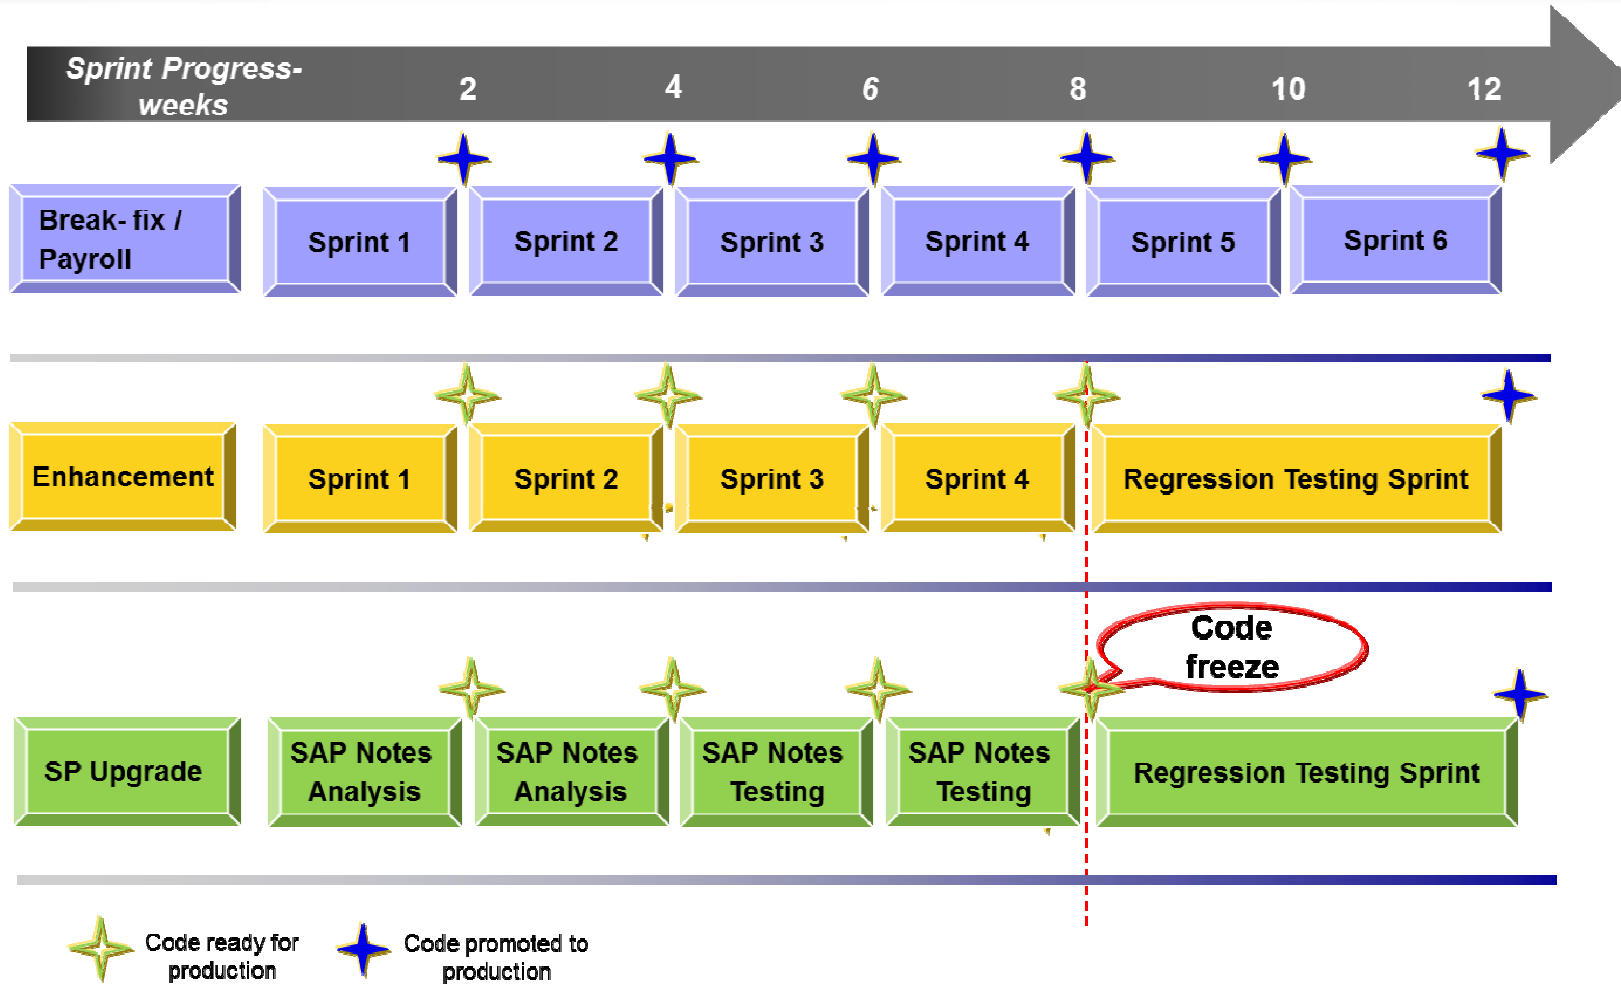 Sprint Progress-
weeks
2 4 6 8 10 12
Break- fix /
Payroll
Sprint 1
Sprint 2
Sprint 3
Sprint 4
Sprint 5
Sprint 6
Enhancement
Sprint 1
Sprint 2
Sprint 3
Sprint 4
Regression Testing Sprint
Code
freeze
SP Upgrade
SAP Notes
Analysis
SAP Notes
Analysis
SAP Notes
Testing
SAP Notes
Testing
Regression Testing Sprint
Code ready for
production
Code promoted to
production